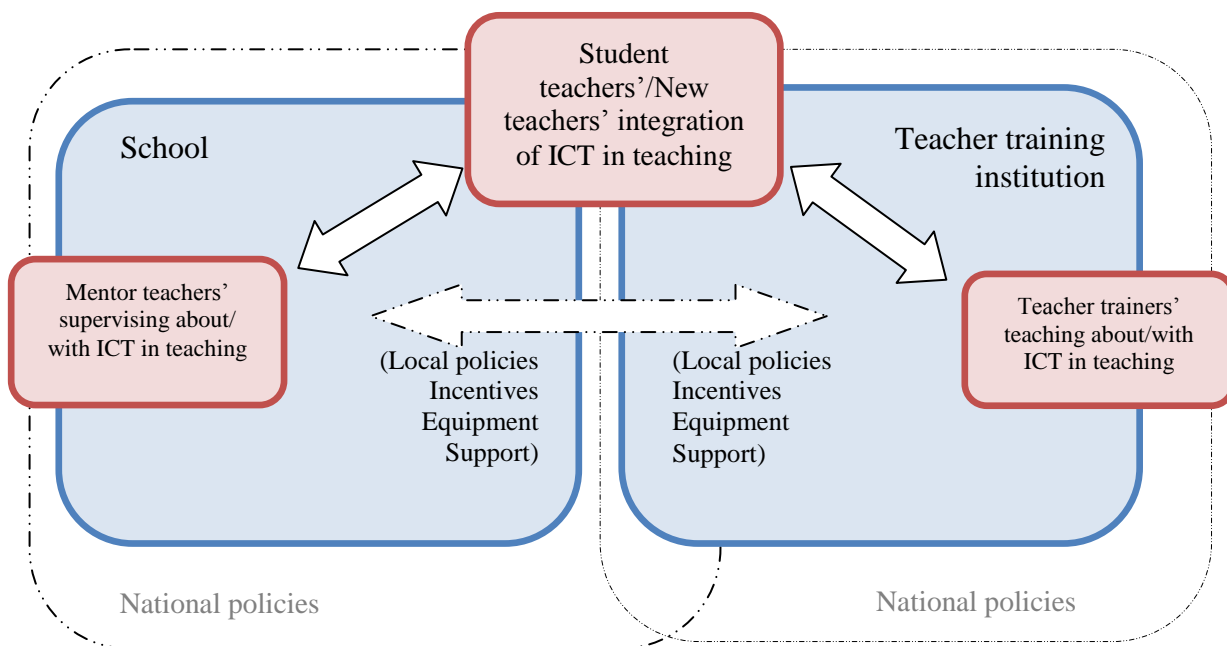 Student
teachers’/New
teachers’ integration
of ICT in teaching
School
Teacher training
institution
Mentor teachers’
supervising about/
with ICT in teaching
Teacher trainers’
teaching about/with
ICT in teaching
(Local policies
Incentives
Equipment
Support)
(Local policies
Incentives
Equipment
Support)
National policies
National policies